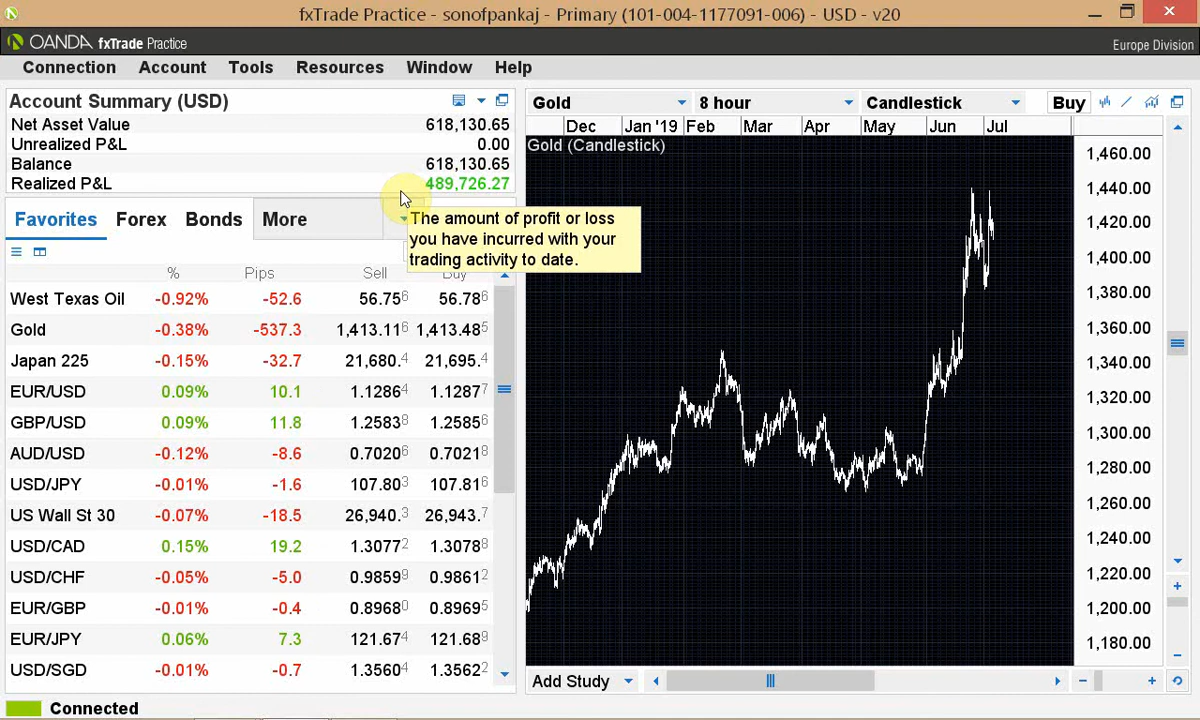 fxTrade Practice - sonofpankaj - Primary (101-004-1177091-006) - USD - v20
OANDA fxTrade Practice
Europe Division
Connection Account Tools Resources Window Help
Account Summary (USD)
Net Asset Value 618,130.65
Unrealized P&L 0.00
Balance 618,130.65
Realized P&L 489,726.27
Favorites Forex Bonds More
The amount of profit or loss
you have incurred with your
trading activity to date.
% Pips Sell Buy
West Texas Oil -0.92% -52.6 56.756 56.786
Gold -0.38% -537.3 1,413.116 1,413.485
Japan 225 -0.15% -32.7 21,680.4 21,695.4
EUR/USD 0.09% 10.1 1.12864 1.12877
GBP/USD 0.09% 11.8 1.25838 1.25856
AUD/USD -0.12% -8.6 0.70206 0.70218
USD/JPY -0.01% -1.6 107.803 107.816
US Wall St 30 -0.07% -18.5 26,940.3 26,943.7
USD/CAD 0.15% 19.2 1.30772 1.30788
USD/CHF -0.05% -5.0 0.98599 0.98612
EUR/GBP -0.01% -0.4 0.89680 0.89695
EUR/JPY 0.06% 7.3 121.674 121.689
USD/SGD -0.01% -0.7 1.35604 1.35622
Connected
Gold 8 hour Candlestick Buy
Dec Jan '19 Feb Mar Apr May Jun Jul
Gold (Candlestick)
1,460.00
1,440.00
1,420.00
1,400.00
1,380.00
1,360.00
1,340.00
1,320.00
1,300.00
1,280.00
1,260.00
1,240.00
1,220.00
1,200.00
1,180.00
Add Study